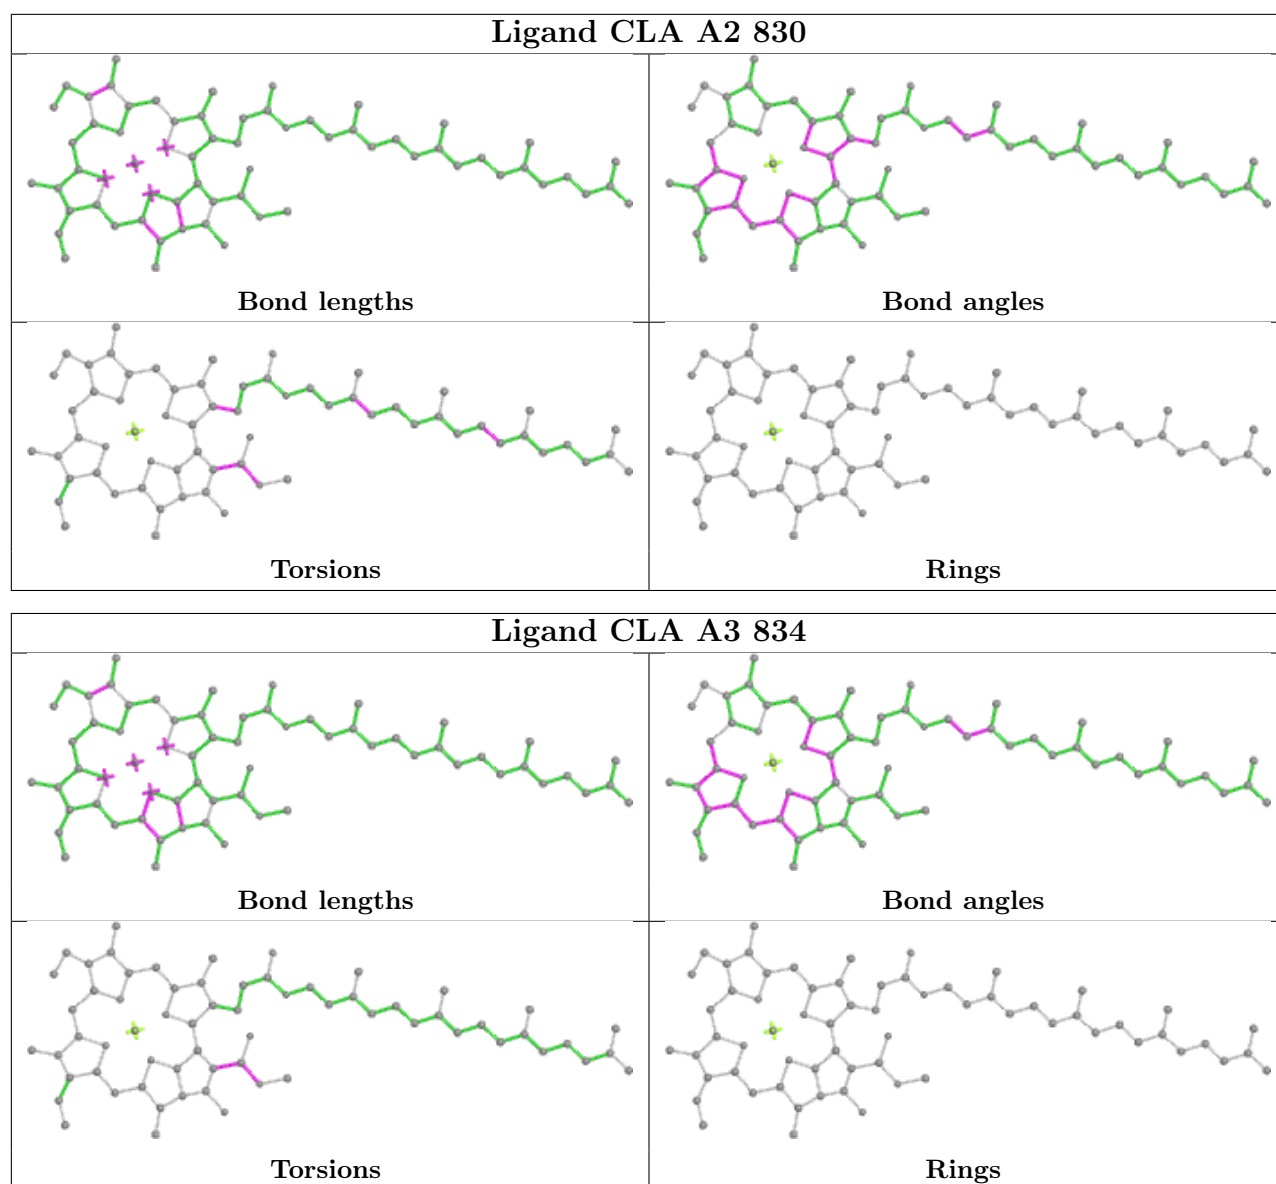 Ligand CLA A2 830
Bond lengths
Bond angles
Torsions
Rings
Ligand CLA A3 834
Bond lengths
Bond angles
Torsions
Rings